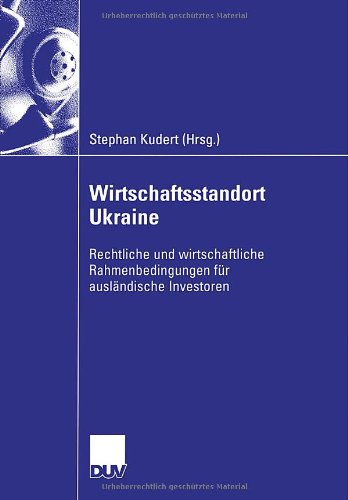 Urheberrechtlich geschütztes Material
Stephan Kudert (Hrsg.)
Wirtschaftsstandort
Ukraine
Rechtliche und wirtschaftliche
Rahmenbedingungen für
ausländische Investoren
DUV
Urheberrechtlich geschütztes Material